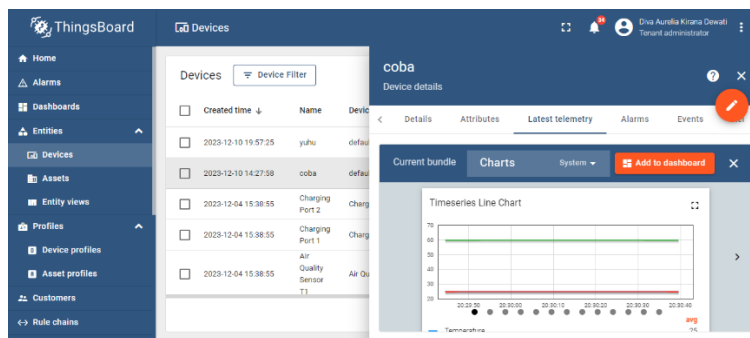 ThingsBoard
Devices
Diva Aurelia Kirana Dewati
Tenant administrator
Home
Alarms
Dashboards
Entities
Devices
Assets
Entity views
Profiles
Device profiles
Asset profiles
Customers
Rule chains
Devices
Device Filter
Created time
Name
Devic
2023-12-10 19:57:25
yuhu
defaul
2023-12-10 14:27:58
coba
defaul
2023-12-04 15:38:55
Charging
Port 2
Charg
2023-12-04 15:38:55
Charging
Port 1
Charg
2023-12-04 15:38:55
Air
Quality
Sensor
T1
Air Qu
coba
Device details
Details
Attributes
Latest telemetry
Alarms
Events
Current bundle
Charts
System
Add to dashboard
Timeseries Line Chart
70
60
50
40
30
20
20:29:50
20:30:00
20:30:10
20:30:20
20:30:30
20:30:40
avg
Temperature
25